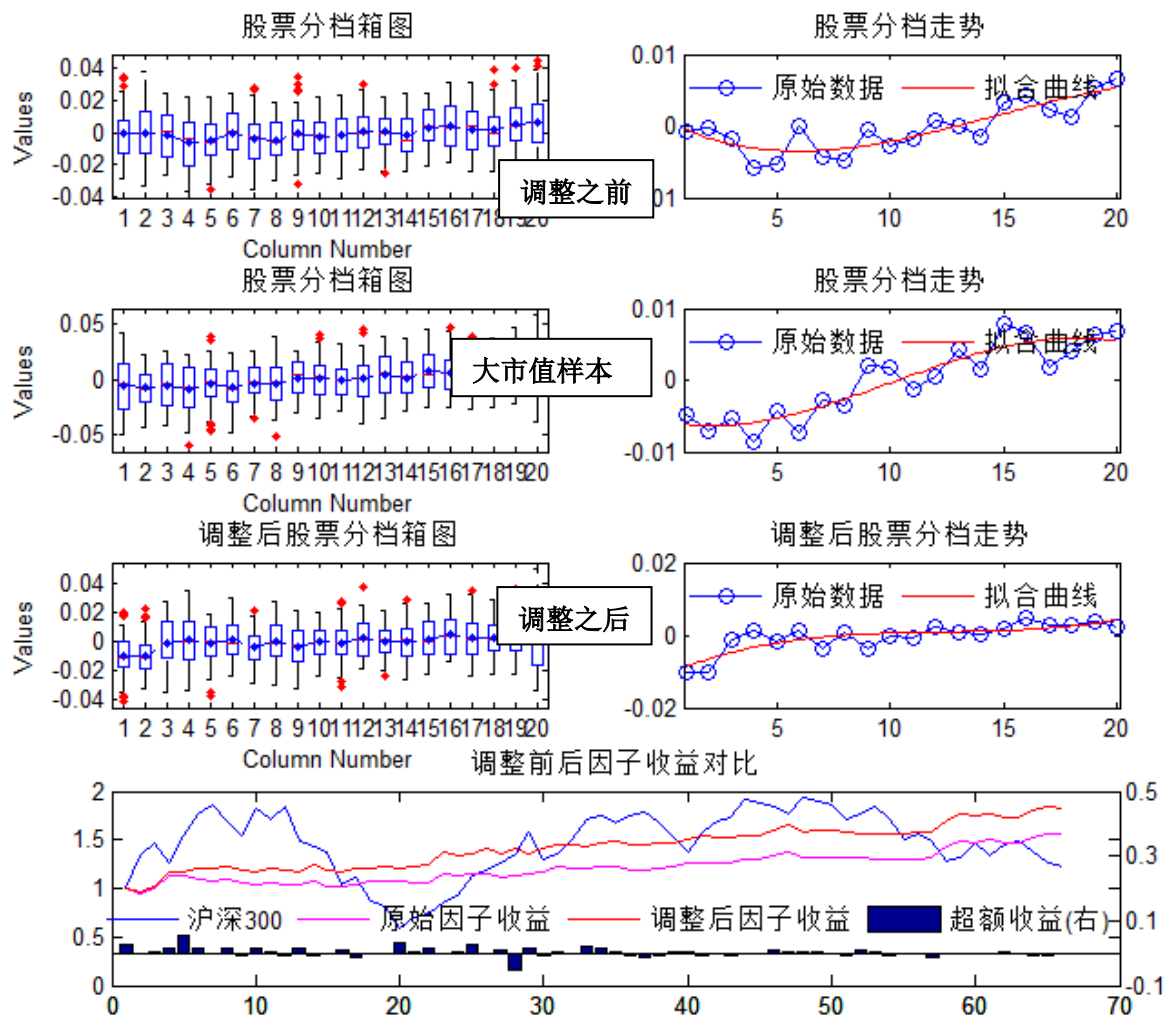 股票分档箱图
股票分档走势
Values
0.04
0.02
0
-0.02
-0.04
1 2 3 4 5 6 7 8 9 10 11 12 13 14 15 16 17 18 19 20
Column Number
调整之前
0.01
0
01
原始数据
拟合曲线
5 10 15 20
股票分档箱图
股票分档走势
Values
0.05
0
-0.05
1 2 3 4 5 6 7 8 9 10 11 12 13 14 15 16 17 18 19 20
Column Number
大市值样本
0.01
0
-0.01
原始数据
拟合曲线
5 10 15 20
调整后股票分档箱图
调整后股票分档走势
Values
0.04
0.02
0
-0.02
-0.04
1 2 3 4 5 6 7 8 9 10 11 12 13 14 15 16 17 18 19 20
Column Number
调整之后
0.02
0
-0.02
原始数据
拟合曲线
5 10 15 20
调整前后因子收益对比
2
1.5
1
0.5
0
0.5
0.3
0.1
-0.1
沪深300
原始因子收益
调整后因子收益
超额收益(右)
0 10 20 30 40 50 60 70